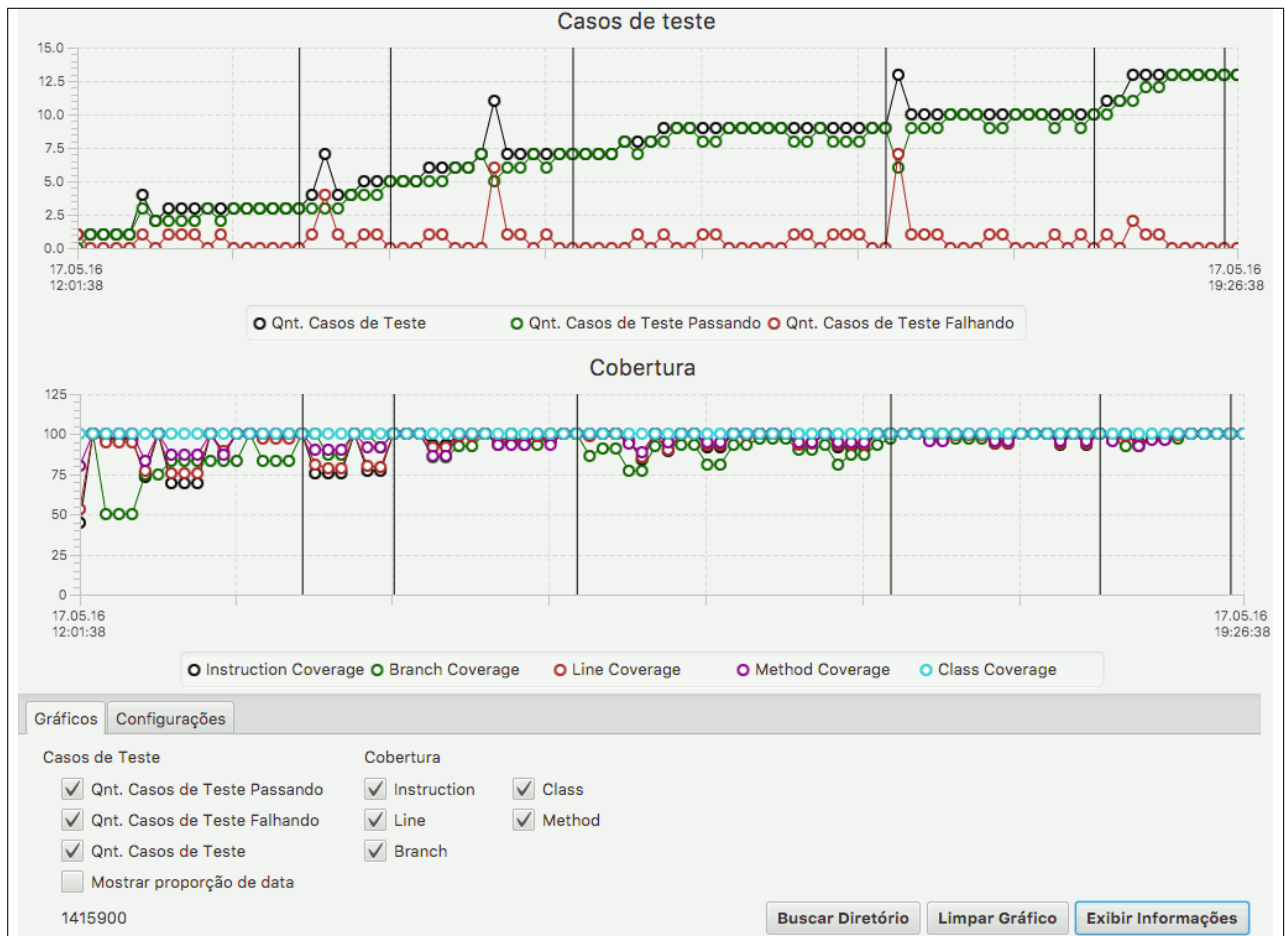 Casos de teste
15.0
12.5
10.0
7.5
5.0
2.5
0.0
17.05.16
12:01:38
17.05.16
19:26:38
Qnt. Casos de Teste
Qnt. Casos de Teste Passando
Qnt. Casos de Teste Falhando
Cobertura
125
100
75
50
25
0
17.05.16
12:01:38
17.05.16
19:26:38
Instruction Coverage
Branch Coverage
Line Coverage
Method Coverage
Class Coverage
Gráficos
Configurações
Casos de Teste
Cobertura
Qnt. Casos de Teste Passando
Instruction
Class
Qnt. Casos de Teste Falhando
Line
Method
Qnt. Casos de Teste
Branch
Mostrar proporção de data
1415900
Buscar Diretório
Limpar Gráfico
Exibir Informações